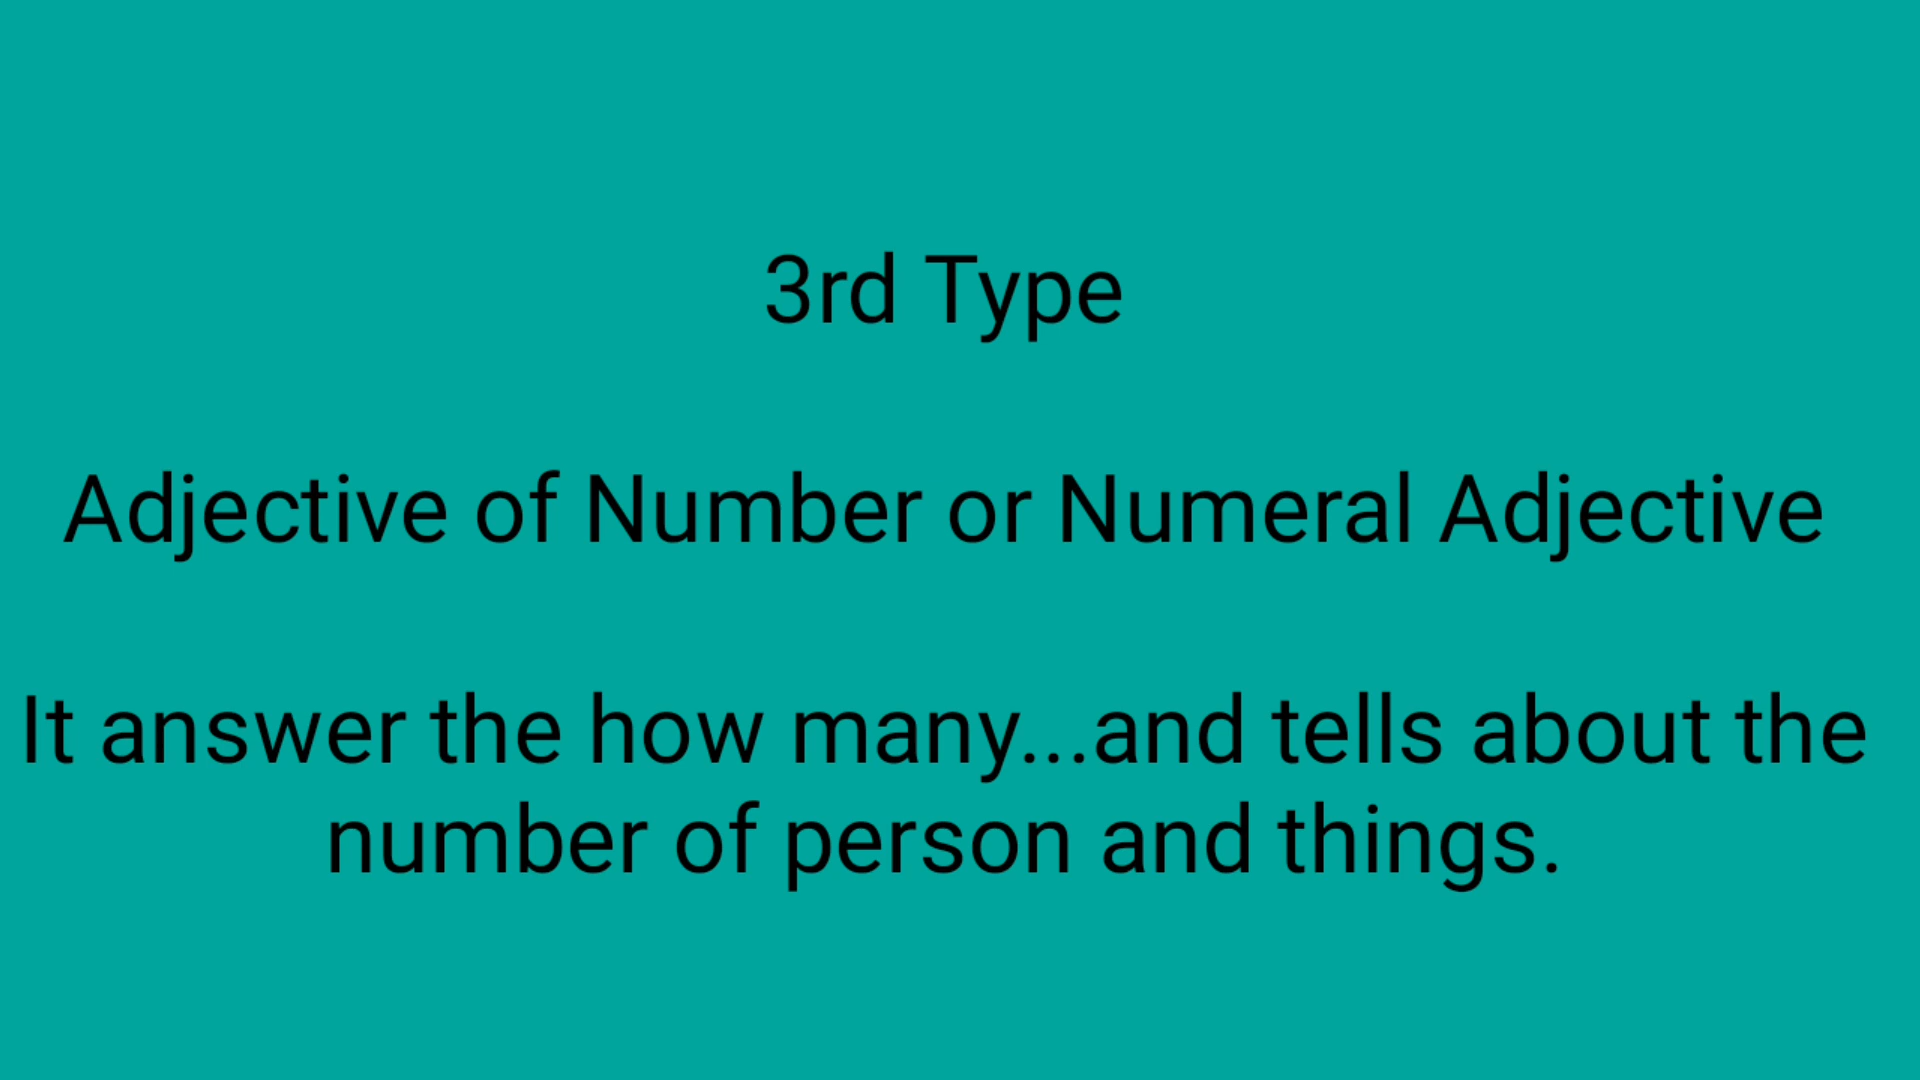 3rd Type
Adjective of Number or Numeral Adjective
It answer the how many...and tells about the
number of person and things.